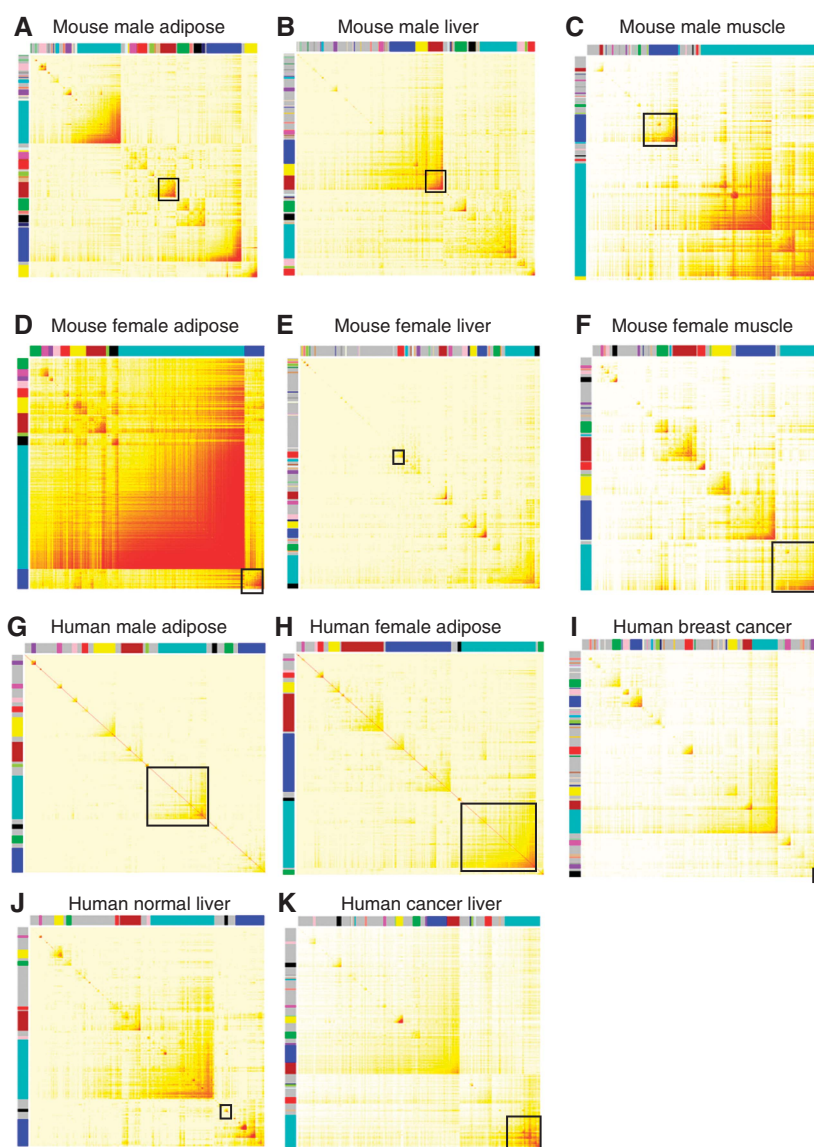 A Mouse male adipose
B Mouse male liver
C Mouse male muscle
D Mouse female adipose
E Mouse female liver
F Mouse female muscle
G Human male adipose
H Human female adipose
I Human breast cancer
J Human normal liver
K Human cancer liver